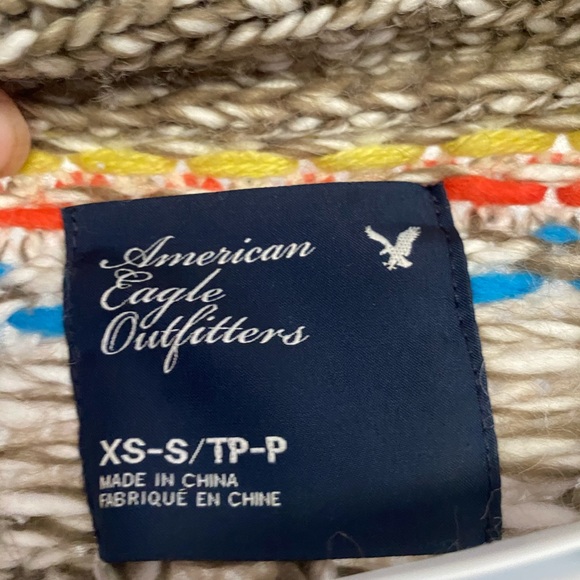 American
Eagle
Outfitters
XS-S/TP-P
MADE IN CHINA
FABRIQUÉ EN CHINE